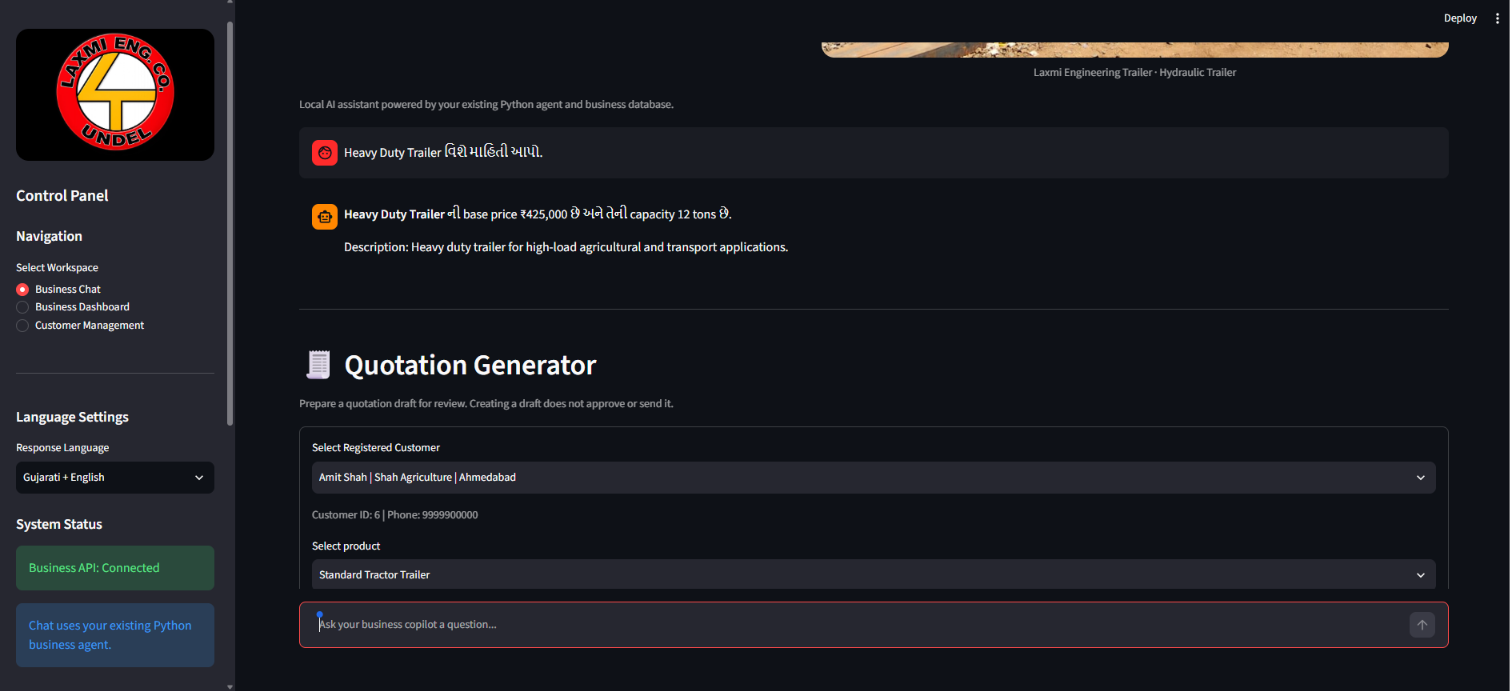 LAXMI ENG. CO.
UNDEL
Control Panel
Navigation
Select Workspace
Business Chat
Business Dashboard
Customer Management
Language Settings
Response Language
Gujarati + English
System Status
Business API: Connected
Chat uses your existing Python
business agent.
Deploy
Laxmi Engineering Trailer · Hydraulic Trailer
Local AI assistant powered by your existing Python agent and business database.
Heavy Duty Trailer વિશે માહિતી આપો.
Heavy Duty Trailer ની base price ₹425,000 છે અને તેની capacity 12 tons છે.
Description: Heavy duty trailer for high-load agricultural and transport applications.
Quotation Generator
Prepare a quotation draft for review. Creating a draft does not approve or send it.
Select Registered Customer
Amit Shah | Shah Agriculture | Ahmedabad
Customer ID: 6 | Phone: 9999900000
Select product
Standard Tractor Trailer
Ask your business copilot a question...